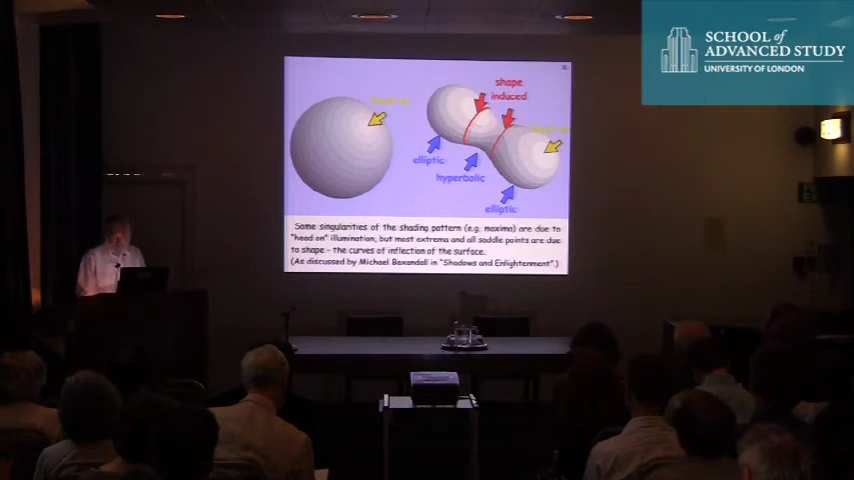 SCHOOL of
ADVANCED STUDY
UNIVERSITY OF LONDON
shape
induced
elliptic
hyperbolic
elliptic
Some singularities of the shading pattern (e.g. maxima) are due to
"head on" illumination, but most extrema and all saddle points are due
to shape - the curves of inflection of the surface.
(As discussed by Michael Baxandall in "Shadows and Enlightenment".)